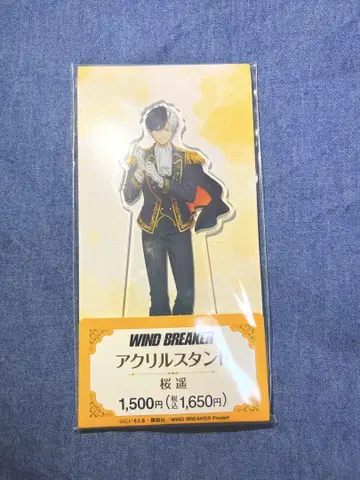 WIND BREAKER
アクリルスタンド
桜 遥
1,500円(税込1,650円)
©にいさとる・講談社/WIND BREAKER Project